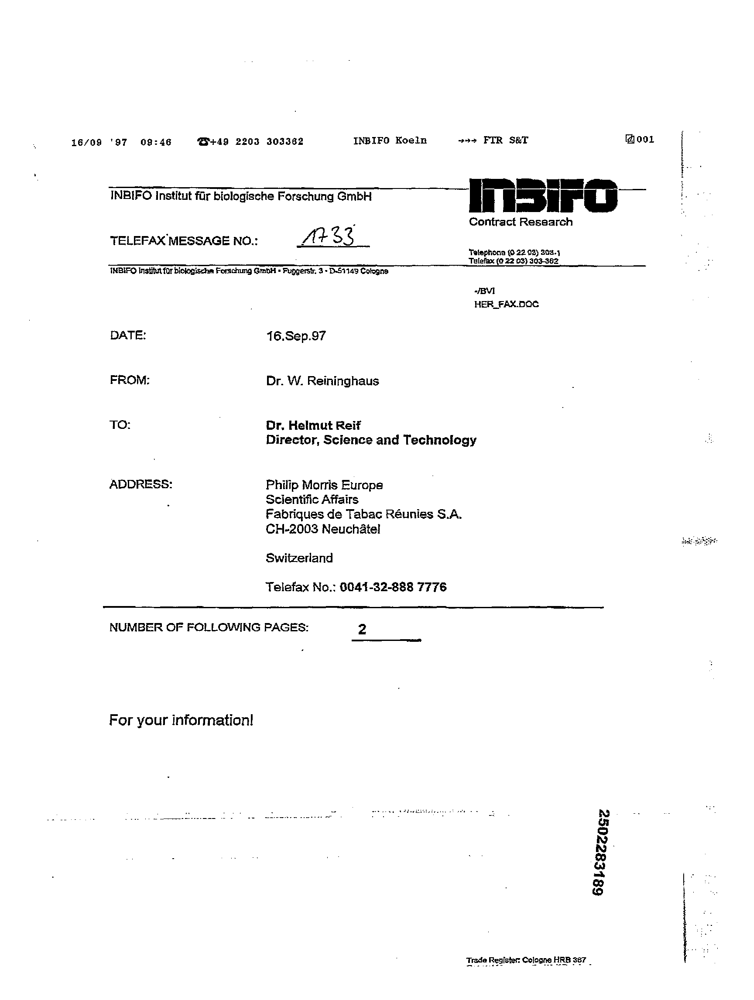 16/09 '97 09:46 ☎+49 2203 303362 INBIFO Koeln →→→ FTR S&T 001
INBIFO Institut für biologische Forschung GmbH
INBIFO
Contract Research
TELEFAX MESSAGE NO.: 1733
Telephone (0 22 03) 303-1
Telefax (0 22 03) 303-362
INBIFO Institut für biologische Forschung GmbH • Fuggerstr. 3 • D-51149 Cologne
-/BVI
HER_FAX.DOC
DATE: 16.Sep.97
FROM: Dr. W. Reininghaus
TO: Dr. Helmut Reif
Director, Science and Technology
ADDRESS: Philip Morris Europe
Scientific Affairs
Fabriques de Tabac Réunies S.A.
CH-2003 Neuchâtel
Switzerland
Telefax No.: 0041-32-888 7776
NUMBER OF FOLLOWING PAGES: 2
For your information!
2502283189
Trade Register: Cologne HRB 387